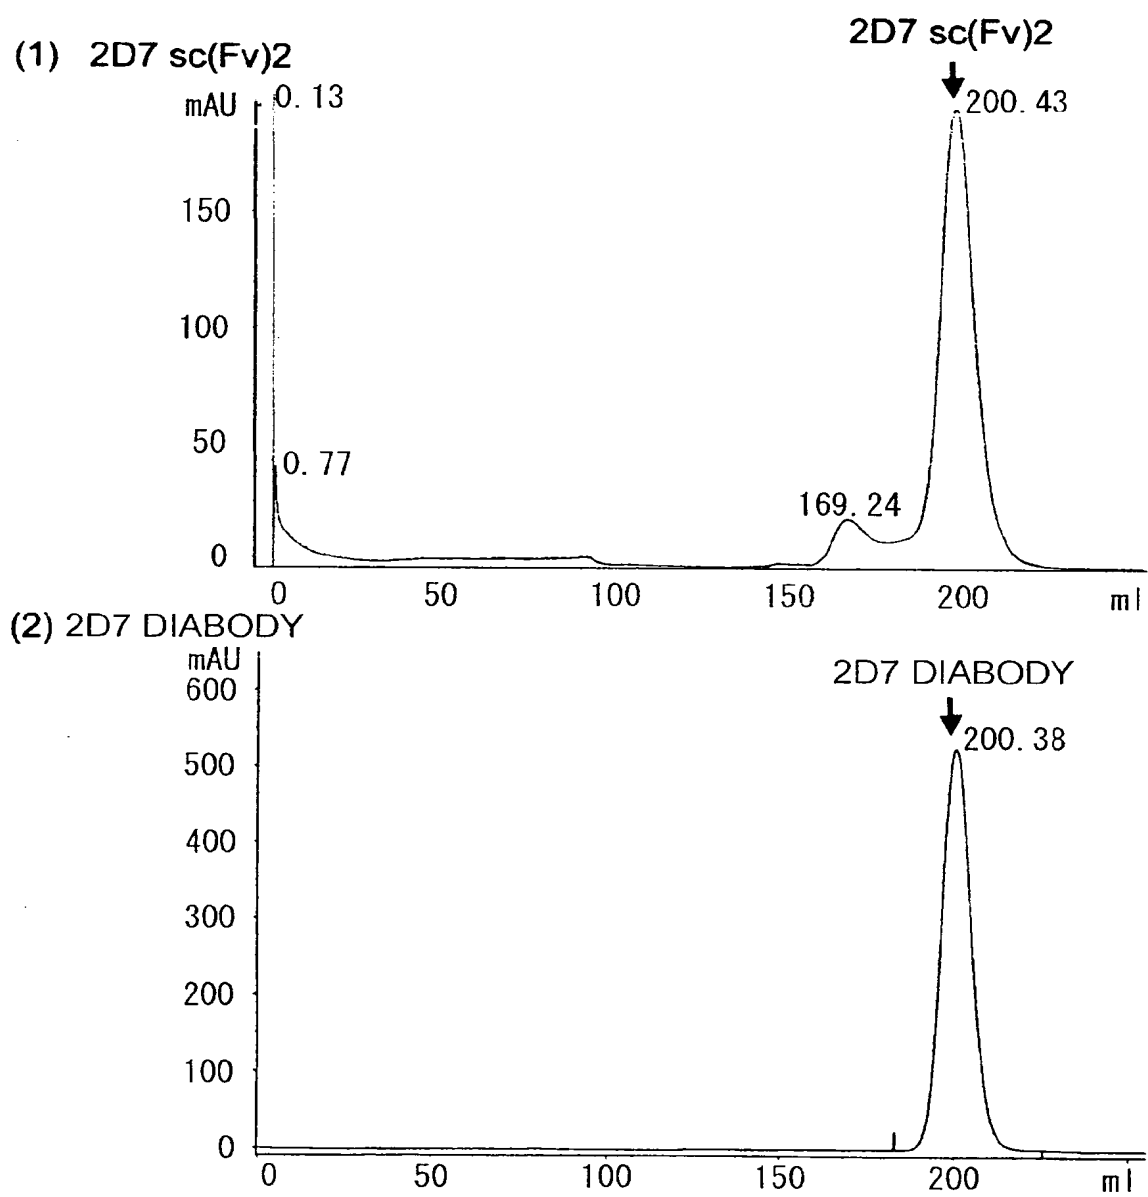 (1) 2D7 sc(Fv)2
2D7 sc(Fv)2
mAU
0.13
200.43
150
100
50
0.77
169.24
0
0 50 100 150 200 ml
(2) 2D7 DIABODY
mAU
2D7 DIABODY
600
200.38
500
400
300
200
100
0
0 50 100 150 200 ml